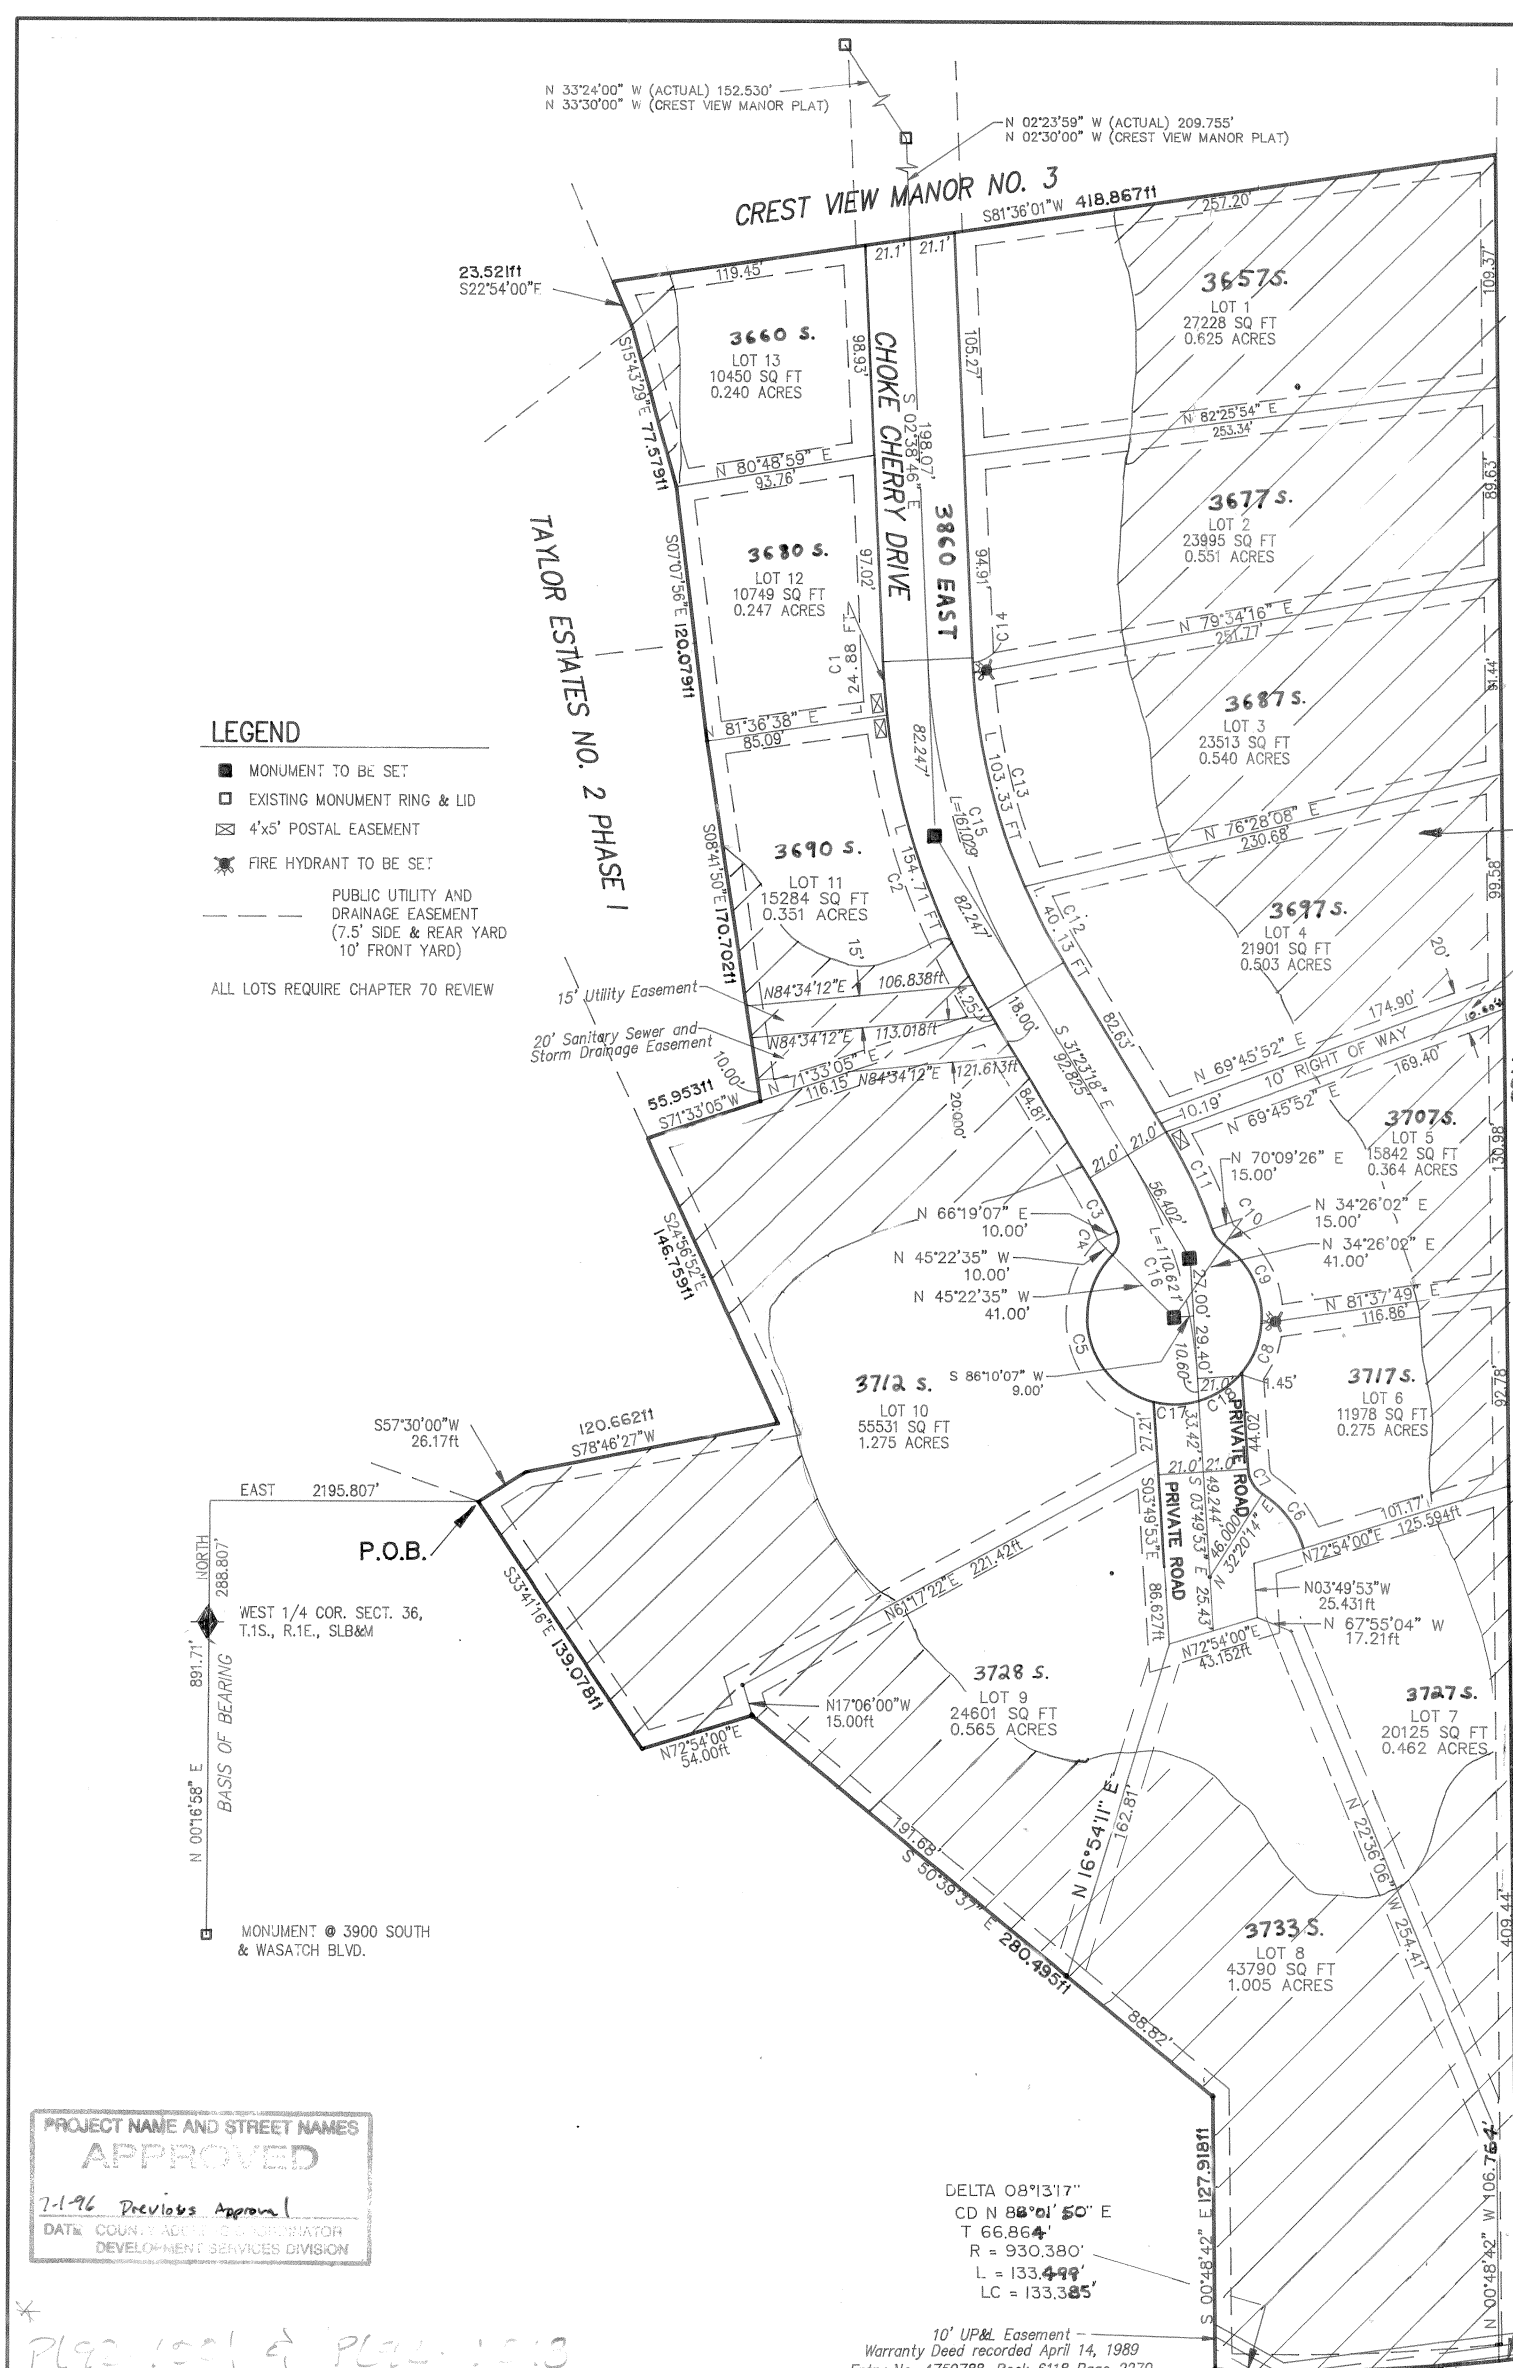 N 33°24'00" W (ACTUAL) 152.530'
N 33°30'00" W (CREST VIEW MANOR PLAT)
N 02°23'59" W (ACTUAL) 209.755'
N 02°30'00" W (CREST VIEW MANOR PLAT)
CREST VIEW MANOR NO. 3
S81°36'01"W 418.867ft
257.20'
21.1' 21.1'
119.45'
23.521ft
S22°54'00"E
109.37'
3657 S.
LOT 1
27228 SQ FT
0.625 ACRES
3660 S.
LOT 13
10450 SQ FT
0.240 ACRES
98.93'
CHOKE CHERRY DRIVE
105.27'
S15°43'29"E 77.579ft
S 02°38'46" E
198.07'
N 82°25'54" E
253.34'
N 80°48'59" E
93.76'
89.63'
3677 S.
LOT 2
23995 SQ FT
0.551 ACRES
3860 EAST
TAYLOR ESTATES NO. 2 PHASE 1
S07°07'56"E 120.079ft
3680 S.
LOT 12
10749 SQ FT
0.247 ACRES
97.02'
94.91'
C14
C1
L 24.88 FT
N 79°34'16" E
251.77'
91.44'
3687 S.
LOT 3
23513 SQ FT
0.540 ACRES
N 81°36'38" E
85.09'
82.247'
C13
L 103.33 FT
C15
L=161.029'
LEGEND
MONUMENT TO BE SET
EXISTING MONUMENT RING & LID
4'x5' POSTAL EASEMENT
FIRE HYDRANT TO BE SET
PUBLIC UTILITY AND
DRAINAGE EASEMENT
(7.5' SIDE & REAR YARD
10' FRONT YARD)
ALL LOTS REQUIRE CHAPTER 70 REVIEW
N 76°28'08" E
230.68'
99.58'
S08°41'50"E 170.702ft
3690 S.
LOT 11
15284 SQ FT
0.351 ACRES
L 154.71 FT
C2
82.247'
C12
L 40.13 FT
3697 S.
LOT 4
21901 SQ FT
0.503 ACRES
20'
15'
15' Utility Easement
N84°34'12"E 106.838ft
4.25'
18.00'
82.63'
174.90'
N 69°45'52" E
10' RIGHT OF WAY
169.40'
20' Sanitary Sewer and
Storm Drainage Easement
N84°34'12"E 113.018ft
10.00'
N 71°33'05" E
116.15'
N84°34'12"E 121.613ft
20.000'
84.81'
S 31°23'18" E
92.825'
55.953ft
S71°33'05"W
10.19'
N 69°45'52" E
21.0' 21.0'
3707 S.
LOT 5
15842 SQ FT
0.364 ACRES
130.98'
N 70°09'26" E
15.00'
C11
C10
N 34°26'02" E
15.00'
N 34°26'02" E
41.00'
56.402'
S24°56'52"E
146.759ft
N 66°19'07" E
10.00'
C3
C4
N 45°22'35" W
10.00'
N 45°22'35" W
41.00'
L=110.621'
C16
27.00'
29.40'
10.60'
C9
N 81°37'49" E
116.86'
C5
C8
S 86°10'07" W
9.00'
3712 S.
LOT 10
55531 SQ FT
1.275 ACRES
3717 S.
LOT 6
11978 SQ FT
0.275 ACRES
92.78'
21.0'
1.45'
C17
C18
27.21'
33.42'
44.02
PRIVATE ROAD
120.662ft
S78°46'27"W
S57°30'00"W
26.17ft
21.0' 21.0'
C7
C6
EAST 2195.807'
P.O.B.
NORTH
288.807'
PRIVATE ROAD
S 03°49'53" E 25.43'
49.244'
46.000'
N 32°20'14" E
101.17'
N72°54'00"E 125.594ft
S03°49'53"E 86.627ft
N61°17'22"E 221.42ft
N03°49'53"W
25.431ft
N 67°55'04" W
17.21ft
WEST 1/4 COR. SECT. 36,
T.1S., R.1E., SLB&M
S33°41'16"E 139.078ft
N72°54'00"E
43.152ft
N 00°16'58" E 891.71'
BASIS OF BEARING
N17°06'00"W
15.00ft
N72°54'00"E
54.00ft
3728 S.
LOT 9
24601 SQ FT
0.565 ACRES
3727 S.
LOT 7
20125 SQ FT
0.462 ACRES
N 16°54'11" E
162.81'
191.68'
S 50°39'37" E 280.495ft
N 22°36'06" W 254.41'
409.44'
MONUMENT @ 3900 SOUTH
& WASATCH BLVD.
3733 S.
LOT 8
43790 SQ FT
1.005 ACRES
88.82'
PROJECT NAME AND STREET NAMES
APPROVED
7-1-96 Previous Approval
DATE COUNTY ADDRESS COORDINATOR
DEVELOPMENT SERVICES DIVISION
S 00°48'42" E 127.918ft
N 00°48'42" W 106.764'
DELTA 08°13'17"
CD N 88°01'50" E
T 66.864'
R = 930.380'
L = 133.499'
LC = 133.385'
10' UP&L Easement
Warranty Deed recorded April 14, 1989